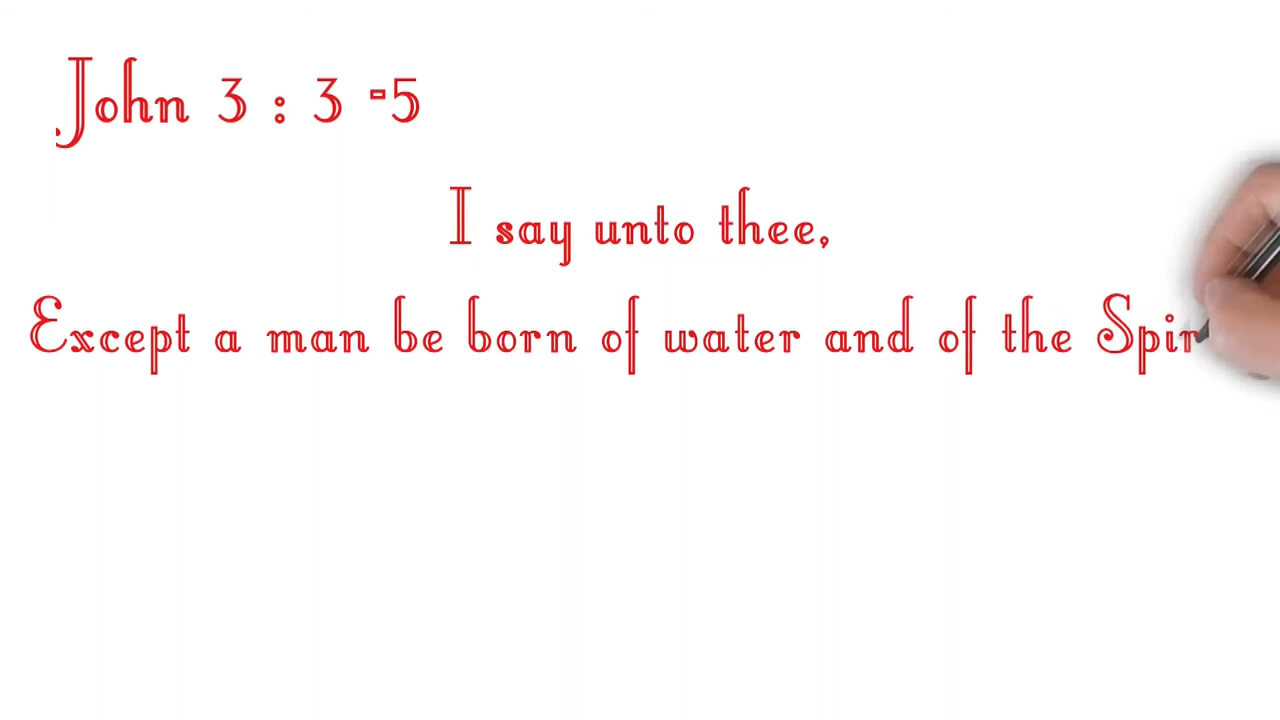 John 3 : 3 -5
I say unto thee,
Except a man be born of water and of the Spir